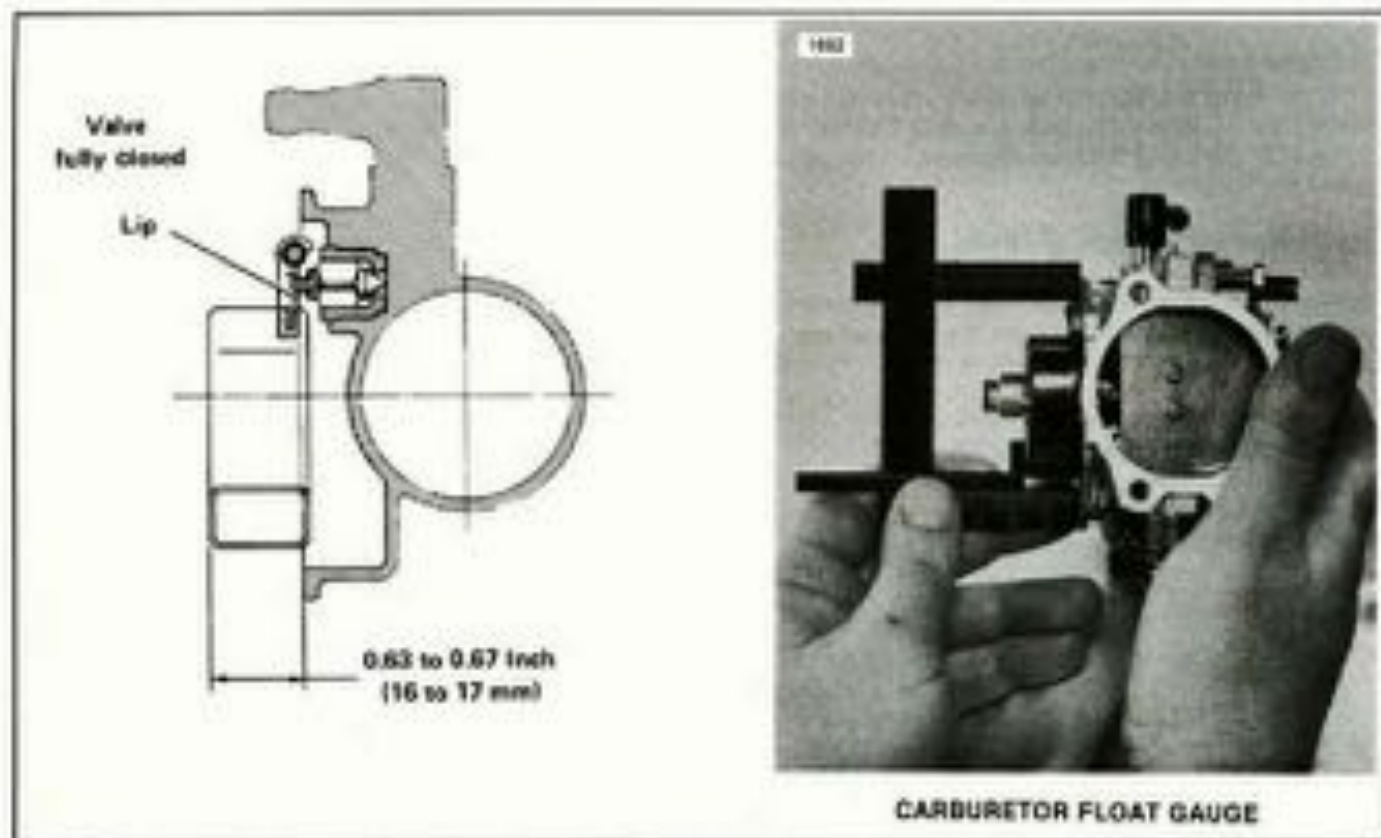 Valve
fully closed
Lip
0.63 to 0.67 Inch
(16 to 17 mm)
CARBURETOR FLOAT GAUGE